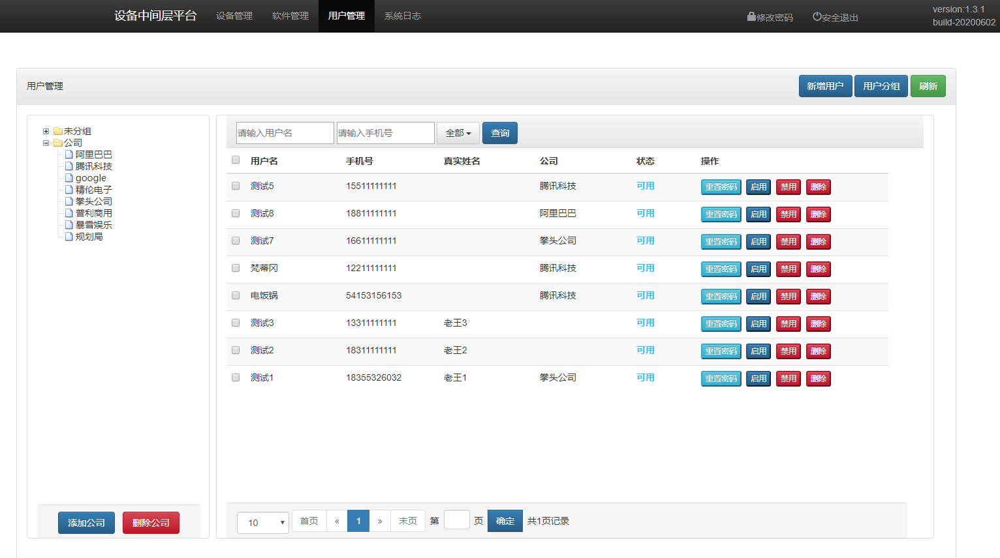 设备中间层平台 设备管理 软件管理 用户管理 系统日志 修改密码 安全退出 version:1.3.1
build-20200602
用户管理 新增用户 用户分组 刷新
未分组
公司
阿里巴巴
腾讯科技
google
精伦电子
拳头公司
普利商用
暴雪娱乐
规划局
添加公司 删除公司
请输入用户名 请输入手机号 全部 查询
用户名 手机号 真实姓名 公司 状态 操作
测试5 15511111111 腾讯科技 可用 重置密码 启用 禁用 删除
测试8 18811111111 阿里巴巴 可用 重置密码 启用 禁用 删除
测试7 16611111111 拳头公司 可用 重置密码 启用 禁用 删除
梵蒂冈 12211111111 腾讯科技 可用 重置密码 启用 禁用 删除
电饭锅 54153156153 腾讯科技 可用 重置密码 启用 禁用 删除
测试3 13311111111 老王3 可用 重置密码 启用 禁用 删除
测试2 18311111111 老王2 可用 重置密码 启用 禁用 删除
测试1 18355326032 老王1 拳头公司 可用 重置密码 启用 禁用 删除
10 首页 « 1 » 末页 第 页 确定 共1页记录